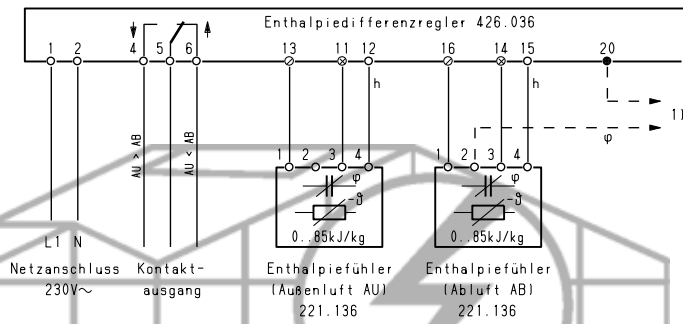 Enthalpiedifferenzregler 426.036
1 2 4 5 6 13 11 12 16 14 15 20
h h
1)
φ
AU > AB
AU < AB
1 2 3 4 1 2 3 4
φ φ
-ϑ -ϑ
L1 N
0..85kJ/kg 0..85kJ/kg
Netzanschluss Kontakt- Enthalpiefühler Enthalpiefühler
230V~ ausgang (Außenluft AU) (Abluft AB)
221.136 221.136